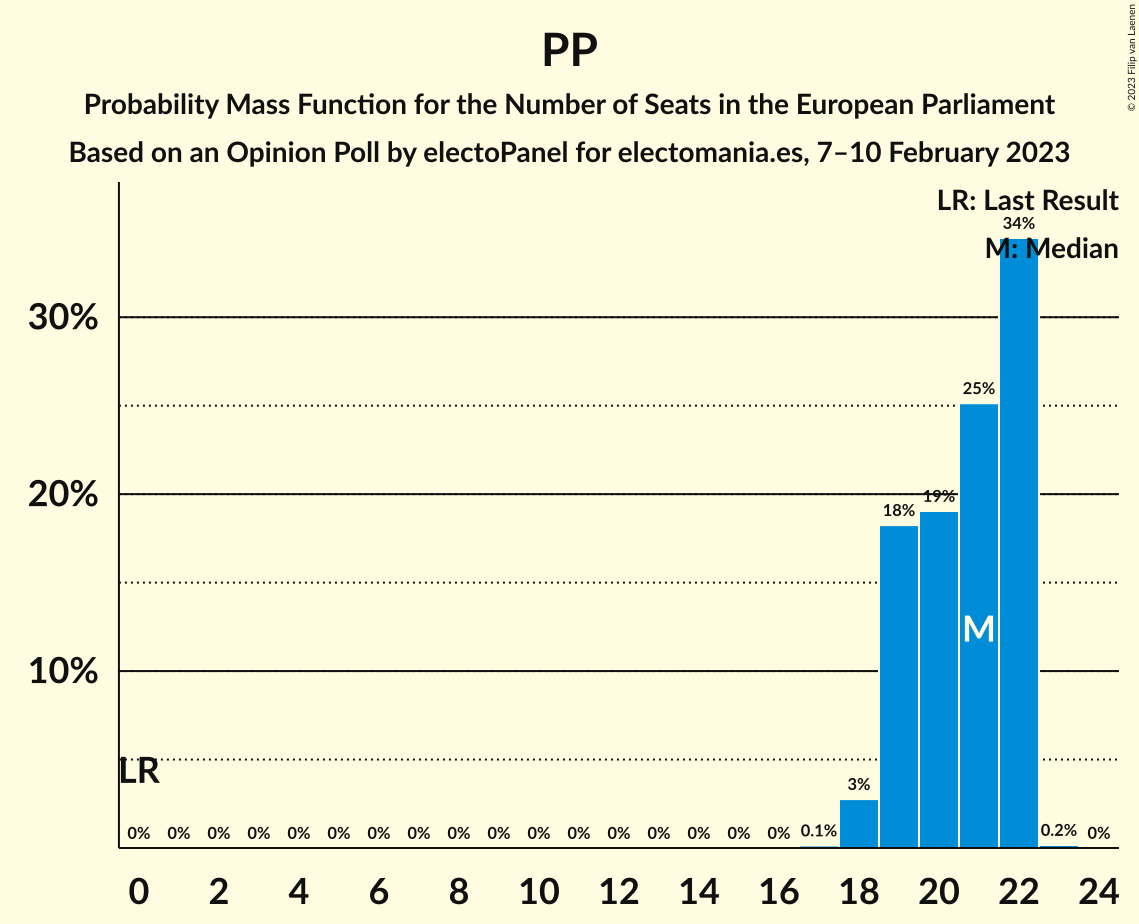 PP
Probability Mass Function for the Number of Seats in the European Parliament
Based on an Opinion Poll by electoPanel for electomania.es, 7–10 February 2023
© 2023 Filip van Laenen
LR: Last Result
M: Median
34%
30%
25%
20%
19%
18%
M
10%
LR
3%
0% 0% 0% 0% 0% 0% 0% 0% 0% 0% 0% 0% 0% 0% 0% 0% 0% 0.1% 0.2% 0%
0 2 4 6 8 10 12 14 16 18 20 22 24